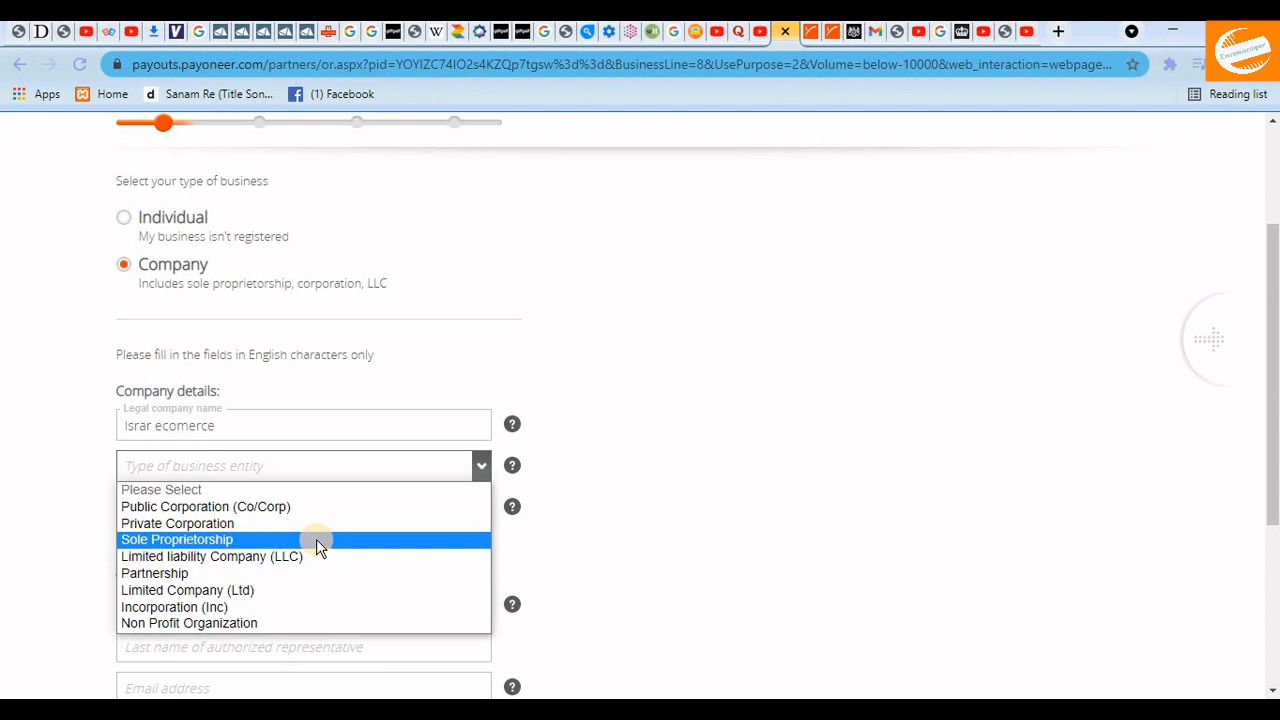 payouts.payoneer.com/partners/or.aspx?pid=YOYIZC74IO2s4KZQp7tqsw%3d%3d&BusinessLine=8&UsePurpose=2&Volume=below-10000&web_interaction=webpage...
Apps
Home
Sanam Re (Title Son...
(1) Facebook
Reading list
Select your type of business
Individual
My business isn't registered
Company
Includes sole proprietorship, corporation, LLC
Please fill in the fields in English characters only
Company details:
Legal company name
Israr ecomerce
Type of business entity
Please Select
Public Corporation (Co/Corp)
Private Corporation
Sole Proprietorship
Limited liability Company (LLC)
Partnership
Limited Company (Ltd)
Incorporation (Inc)
Non Profit Organization
Last name of authorized representative
Email address